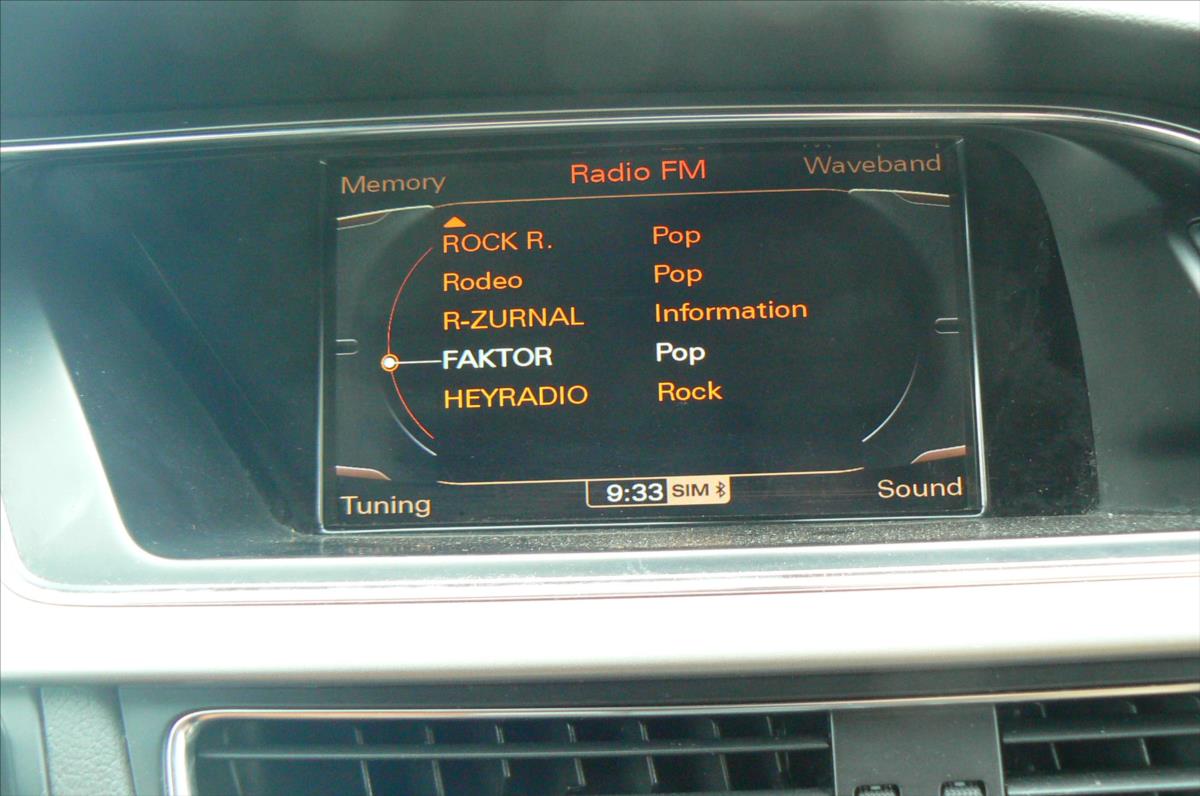 Memory Radio FM Waveband
ROCK R. Pop
Rodeo Pop
R-ZURNAL Information
FAKTOR Pop
HEYRADIO Rock
Tuning 9:33 SIM Sound